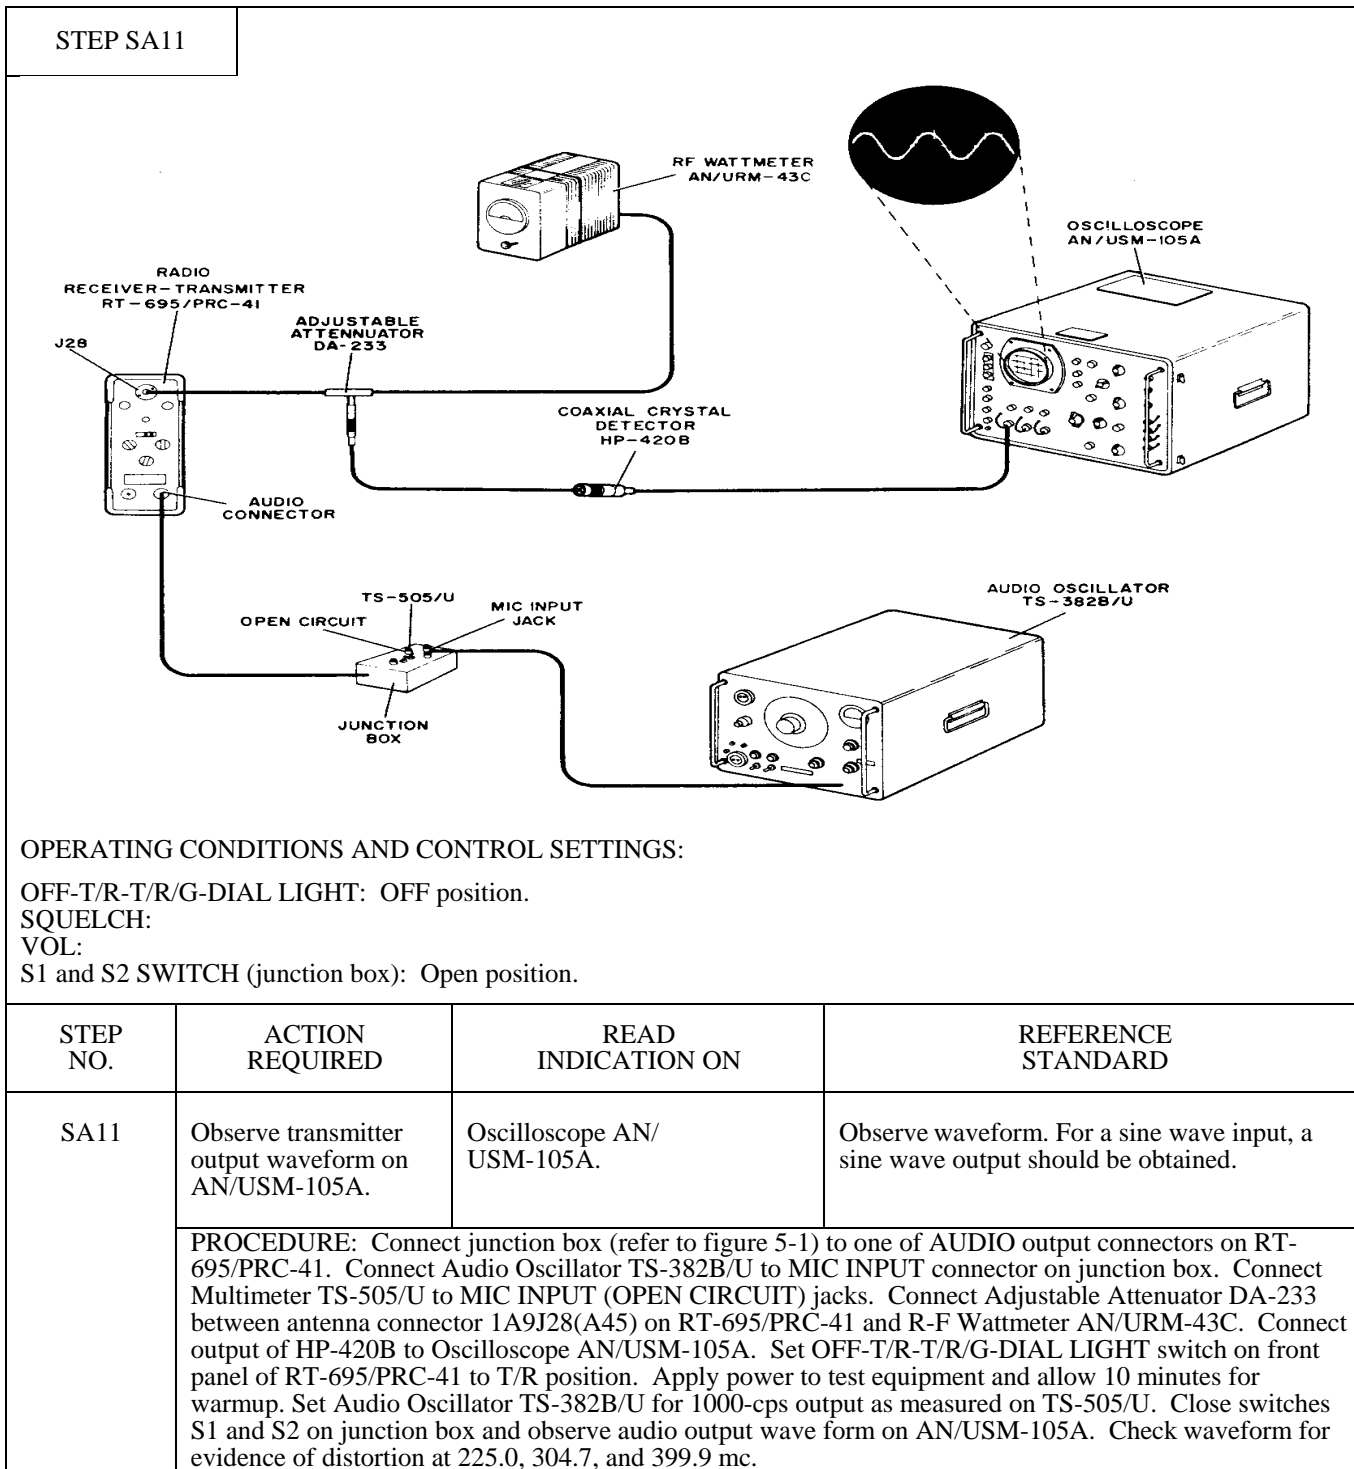 STEP SA11
RF WATTMETER
AN/URM-43C
OSCILLOSCOPE
AN/USM-105A
RADIO
RECEIVER-TRANSMITTER
RT-695/PRC-41
J28
ADJUSTABLE
ATTENNUATOR
DA-233
COAXIAL CRYSTAL
DETECTOR
HP-420B
AUDIO
CONNECTOR
TS-505/U
OPEN CIRCUIT
MIC INPUT
JACK
JUNCTION
BOX
AUDIO OSCILLATOR
TS-382B/U
OPERATING CONDITIONS AND CONTROL SETTINGS:
OFF-T/R-T/R/G-DIAL LIGHT: OFF position.
SQUELCH:
VOL:
S1 and S2 SWITCH (junction box): Open position.
STEP
NO.
ACTION
REQUIRED
READ
INDICATION ON
REFERENCE
STANDARD
SA11
Observe transmitter
output waveform on
AN/USM-105A.
Oscilloscope AN/
USM-105A.
Observe waveform. For a sine wave input, a
sine wave output should be obtained.
PROCEDURE: Connect junction box (refer to figure 5-1) to one of AUDIO output connectors on RT-
695/PRC-41. Connect Audio Oscillator TS-382B/U to MIC INPUT connector on junction box. Connect
Multimeter TS-505/U to MIC INPUT (OPEN CIRCUIT) jacks. Connect Adjustable Attenuator DA-233
between antenna connector 1A9J28(A45) on RT-695/PRC-41 and R-F Wattmeter AN/URM-43C. Connect
output of HP-420B to Oscilloscope AN/USM-105A. Set OFF-T/R-T/R/G-DIAL LIGHT switch on front
panel of RT-695/PRC-41 to T/R position. Apply power to test equipment and allow 10 minutes for
warmup. Set Audio Oscillator TS-382B/U for 1000-cps output as measured on TS-505/U. Close switches
S1 and S2 on junction box and observe audio output wave form on AN/USM-105A. Check waveform for
evidence of distortion at 225.0, 304.7, and 399.9 mc.